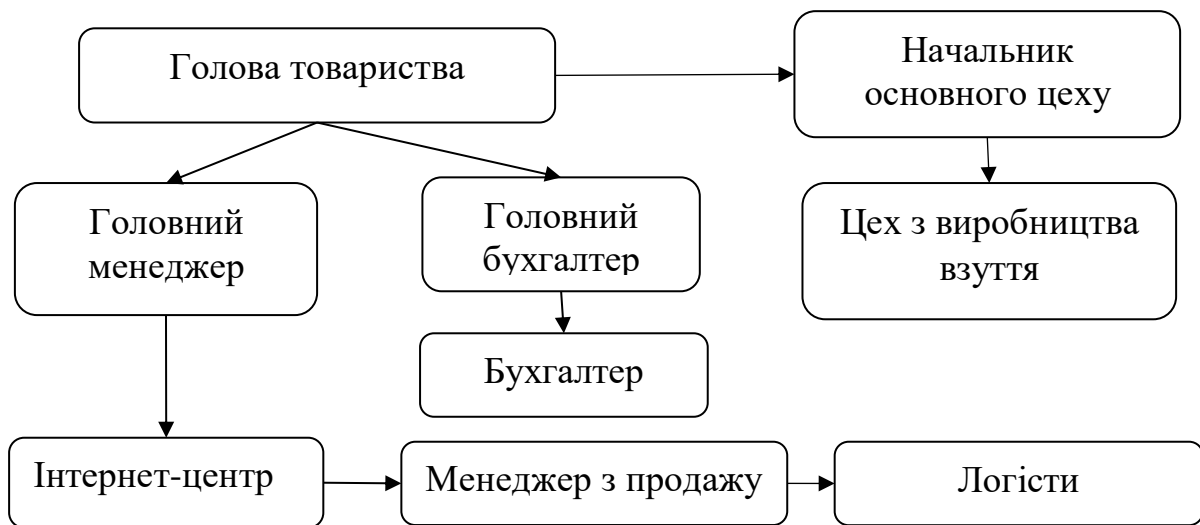 Голова товариства
Начальник
основного цеху
Головний
менеджер
Головний
бухгалтер
Цех з виробництва
взуття
Бухгалтер
Інтернет-центр
Менеджер з продажу
Логісти